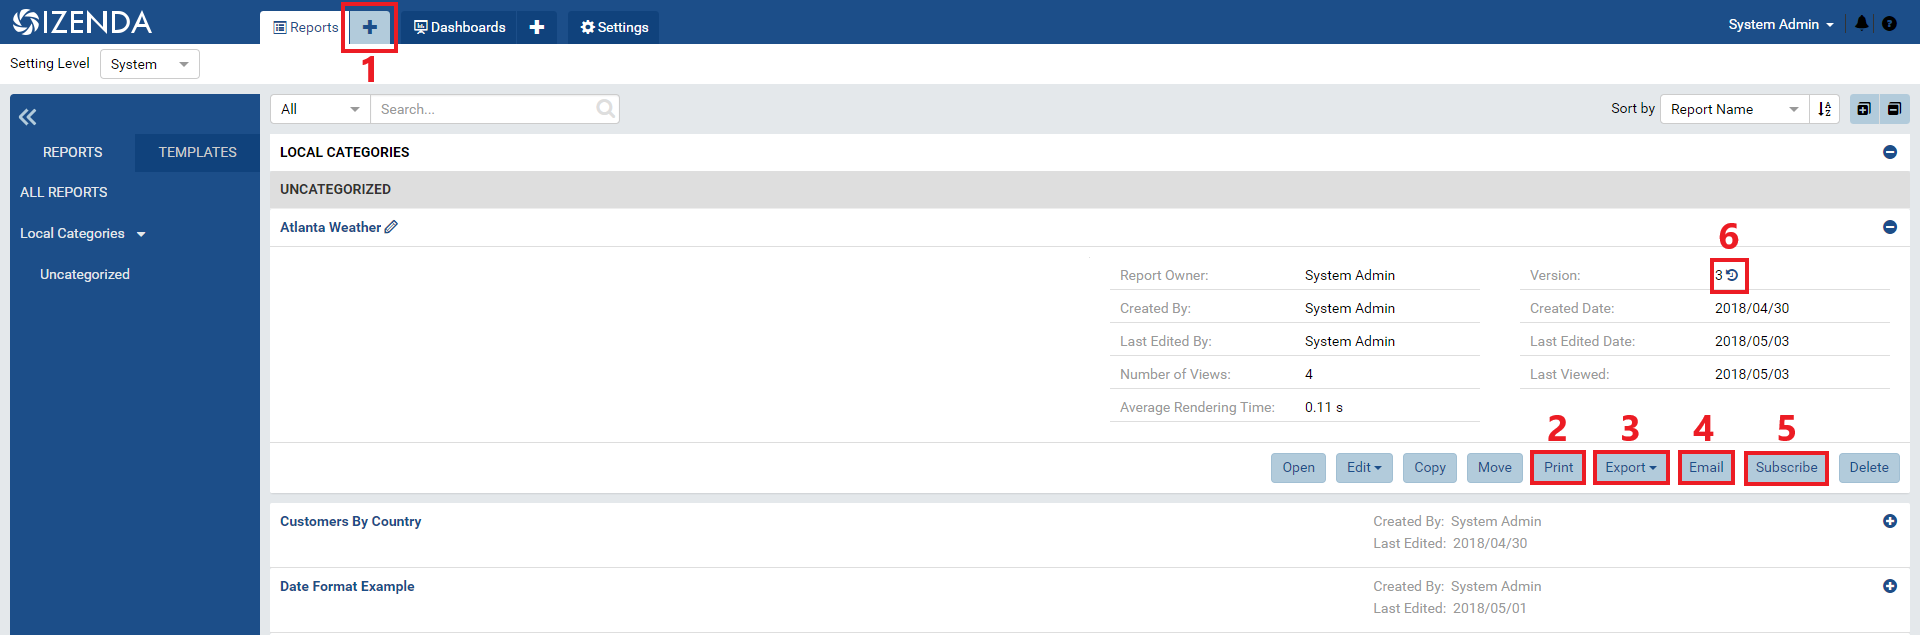 IZENDA
Reports
Dashboards
Settings
System Admin
1
Setting Level
System
All
Search...
Sort by
Report Name
REPORTS
TEMPLATES
ALL REPORTS
Local Categories
Uncategorized
LOCAL CATEGORIES
UNCATEGORIZED
Atlanta Weather
6
Report Owner: System Admin
Version: 3
Created By: System Admin
Created Date: 2018/04/30
Last Edited By: System Admin
Last Edited Date: 2018/05/03
Number of Views: 4
Last Viewed: 2018/05/03
Average Rendering Time: 0.11 s
2 3 4 5
Open Edit Copy Move Print Export Email Subscribe Delete
Customers By Country
Created By: System Admin
Last Edited: 2018/04/30
Date Format Example
Created By: System Admin
Last Edited: 2018/05/01